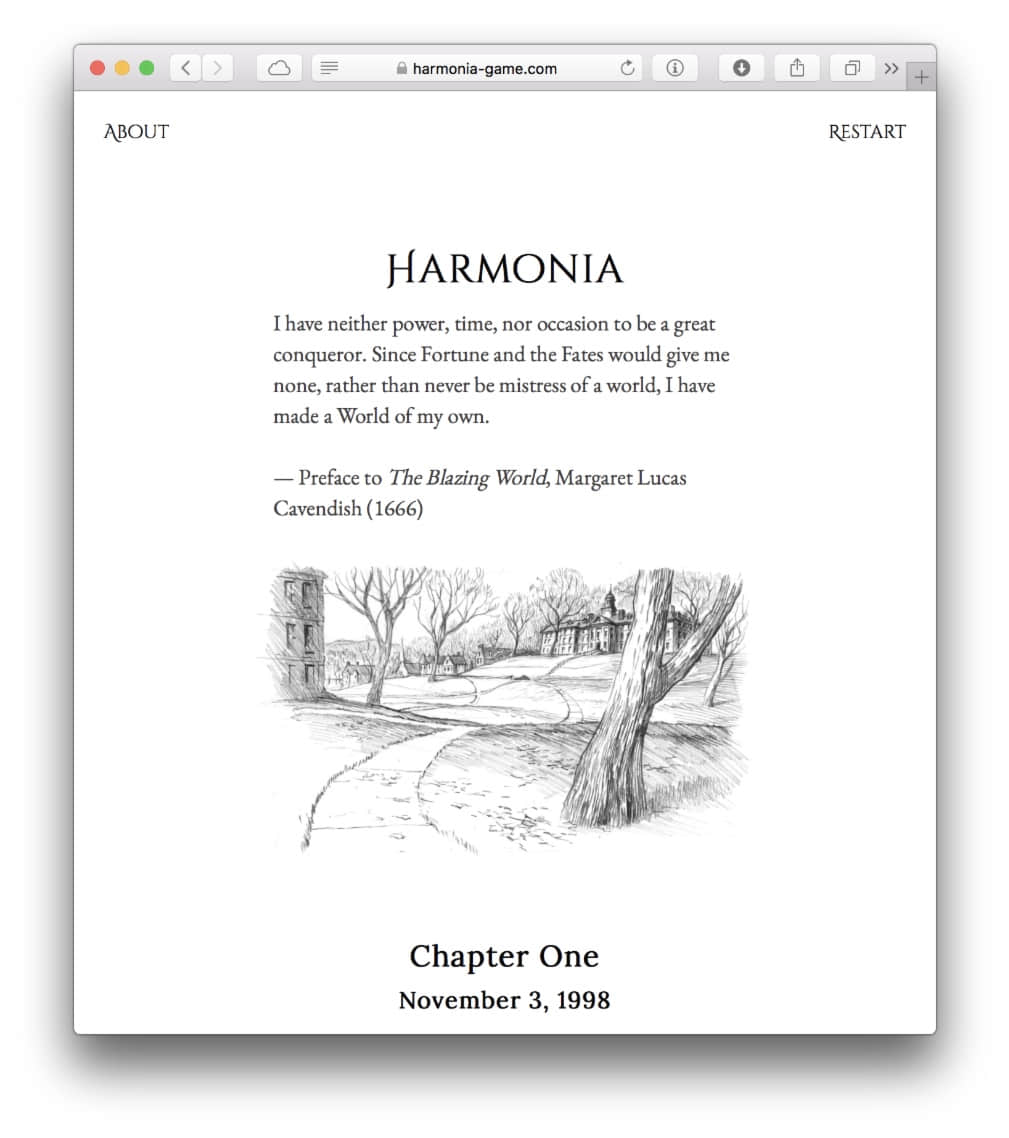 harmonia-game.com
About
Restart
Harmonia
I have neither power, time, nor occasion to be a great
conqueror. Since Fortune and the Fates would give me
none, rather than never be mistress of a world, I have
made a World of my own.
— Preface to The Blazing World, Margaret Lucas
Cavendish (1666)
Chapter One
November 3, 1998